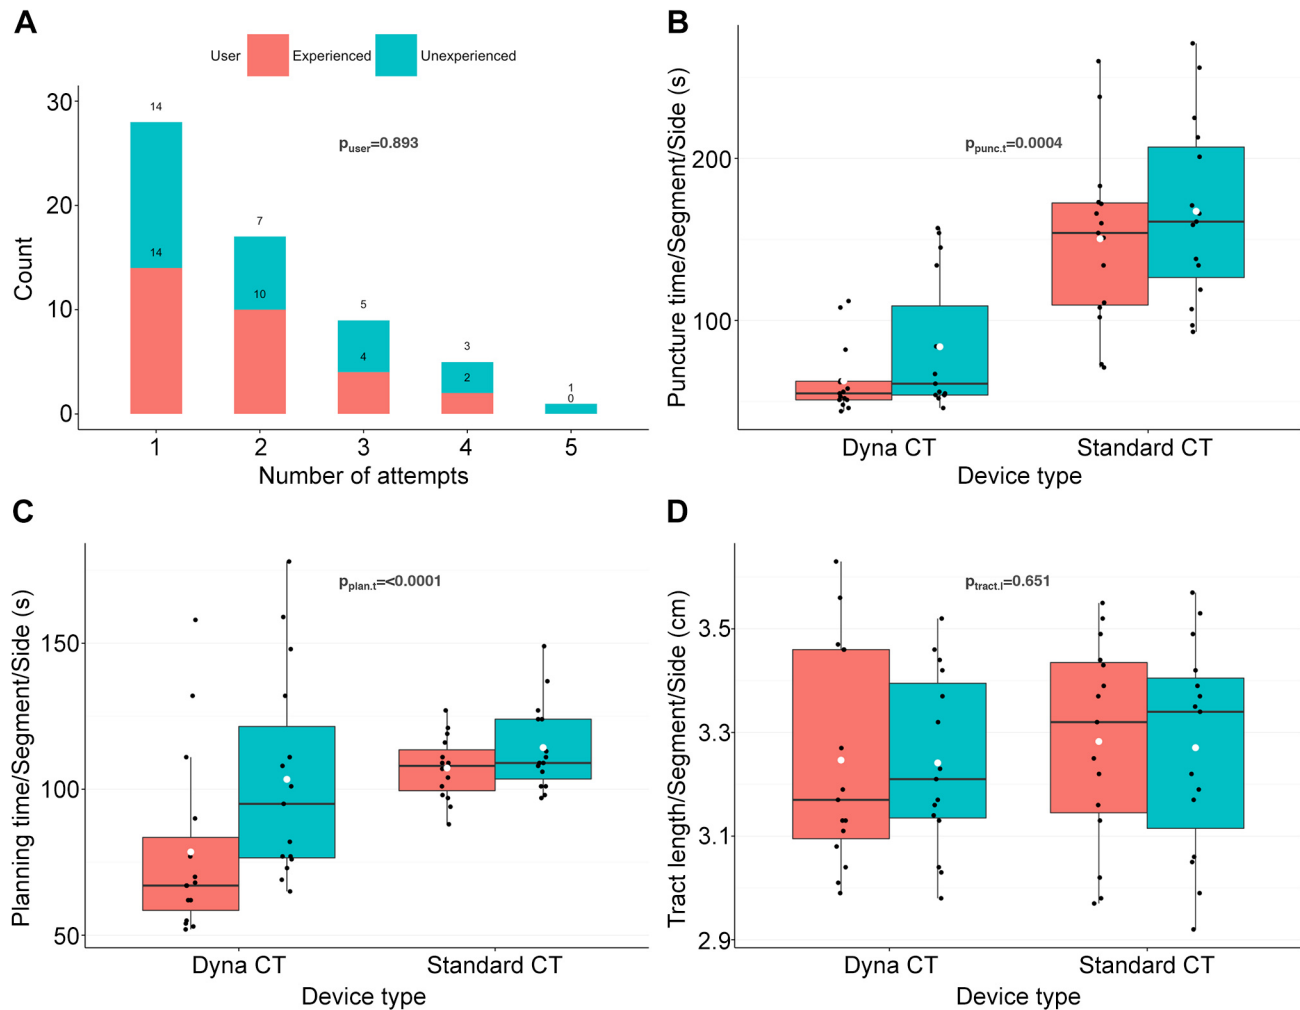 A
User Experienced Unexperienced
p_user=0.893
Count
30
20
10
0
14
14
7
10
5
4
3
2
1
0
1 2 3 4 5
Number of attempts
B
p_punc.t=0.0004
Puncture time/Segment/Side (s)
200
100
Dyna CT Standard CT
Device type
C
p_plan.t=<0.0001
Planning time/Segment/Side (s)
150
100
50
Dyna CT Standard CT
Device type
D
p_tract.l=0.651
Tract length/Segment/Side (cm)
3.5
3.3
3.1
2.9
Dyna CT Standard CT
Device type